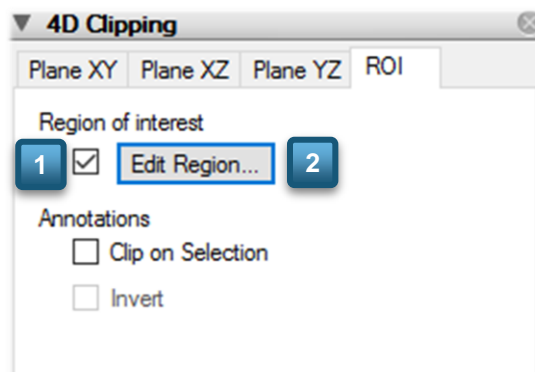 4D Clipping
Plane XY Plane XZ Plane YZ ROI
Region of interest
1 Edit Region... 2
Annotations
Clip on Selection
Invert